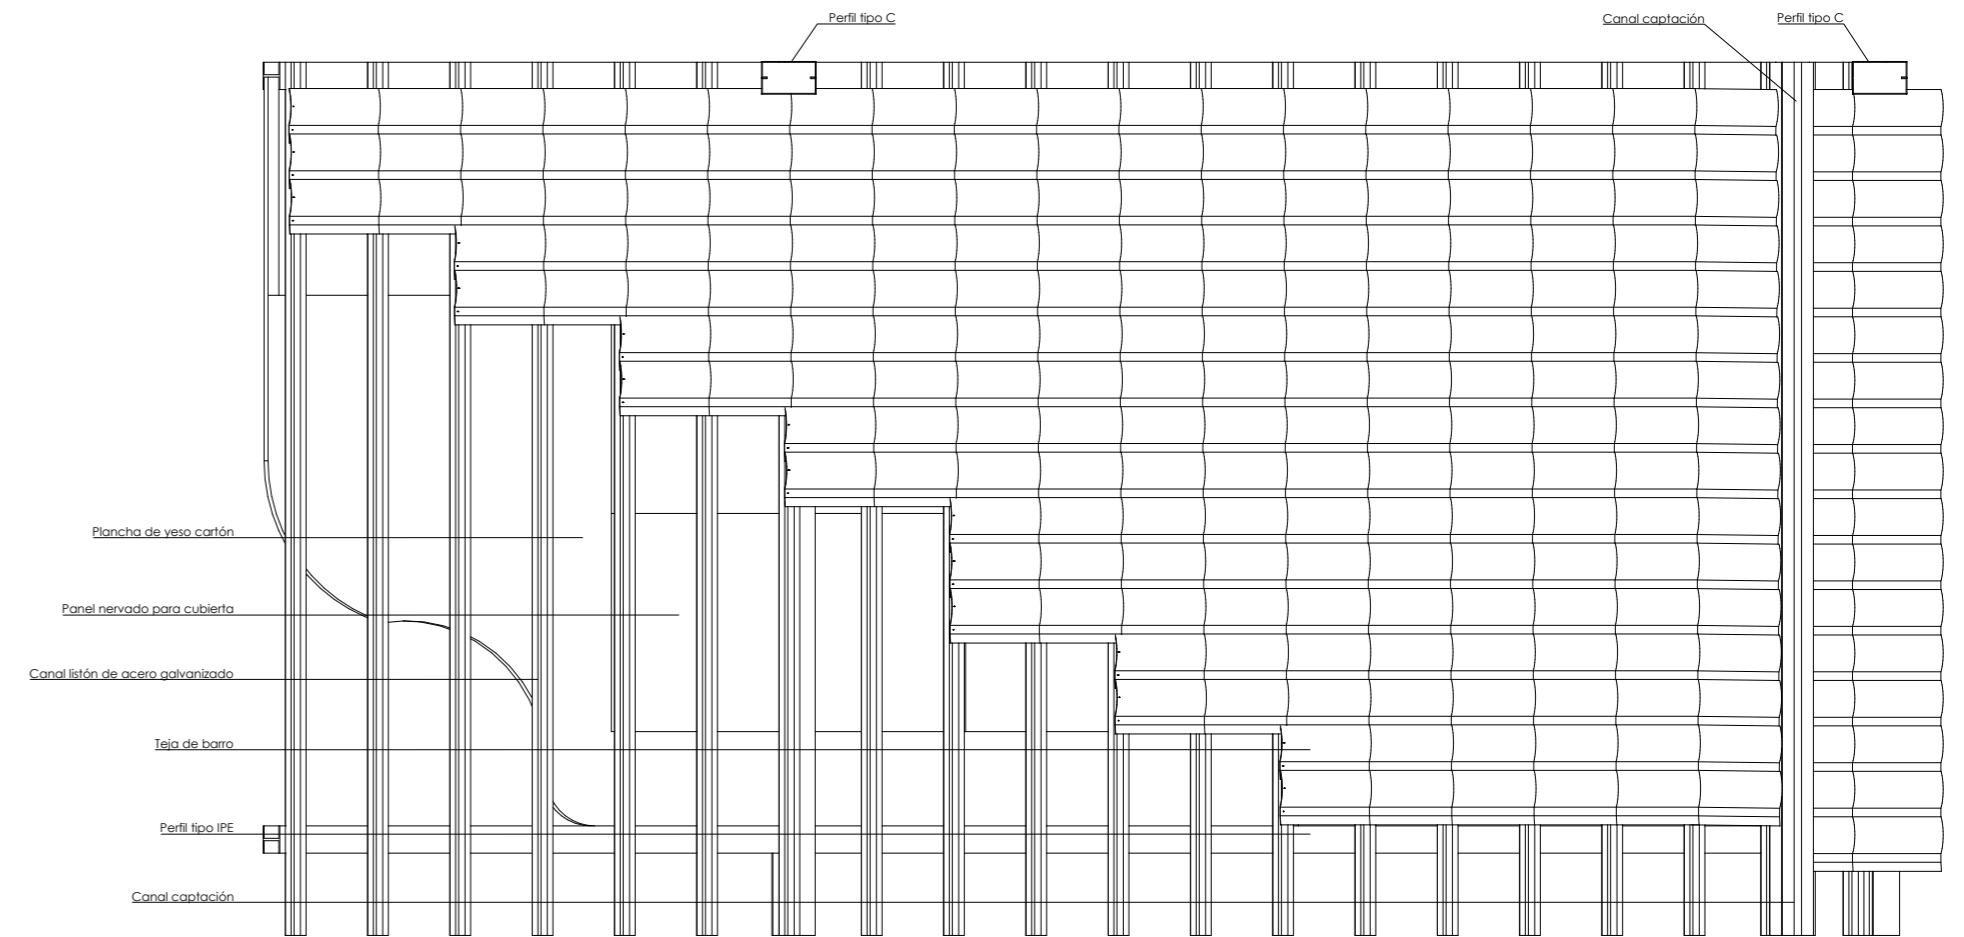 Perfil tipo C
Canal captación
Perfil tipo C
Plancha de yeso cartón
Panel nervado para cubierta
Canal listón de acero galvanizado
Teja de barro
Perfil tipo IPE
Canal captación